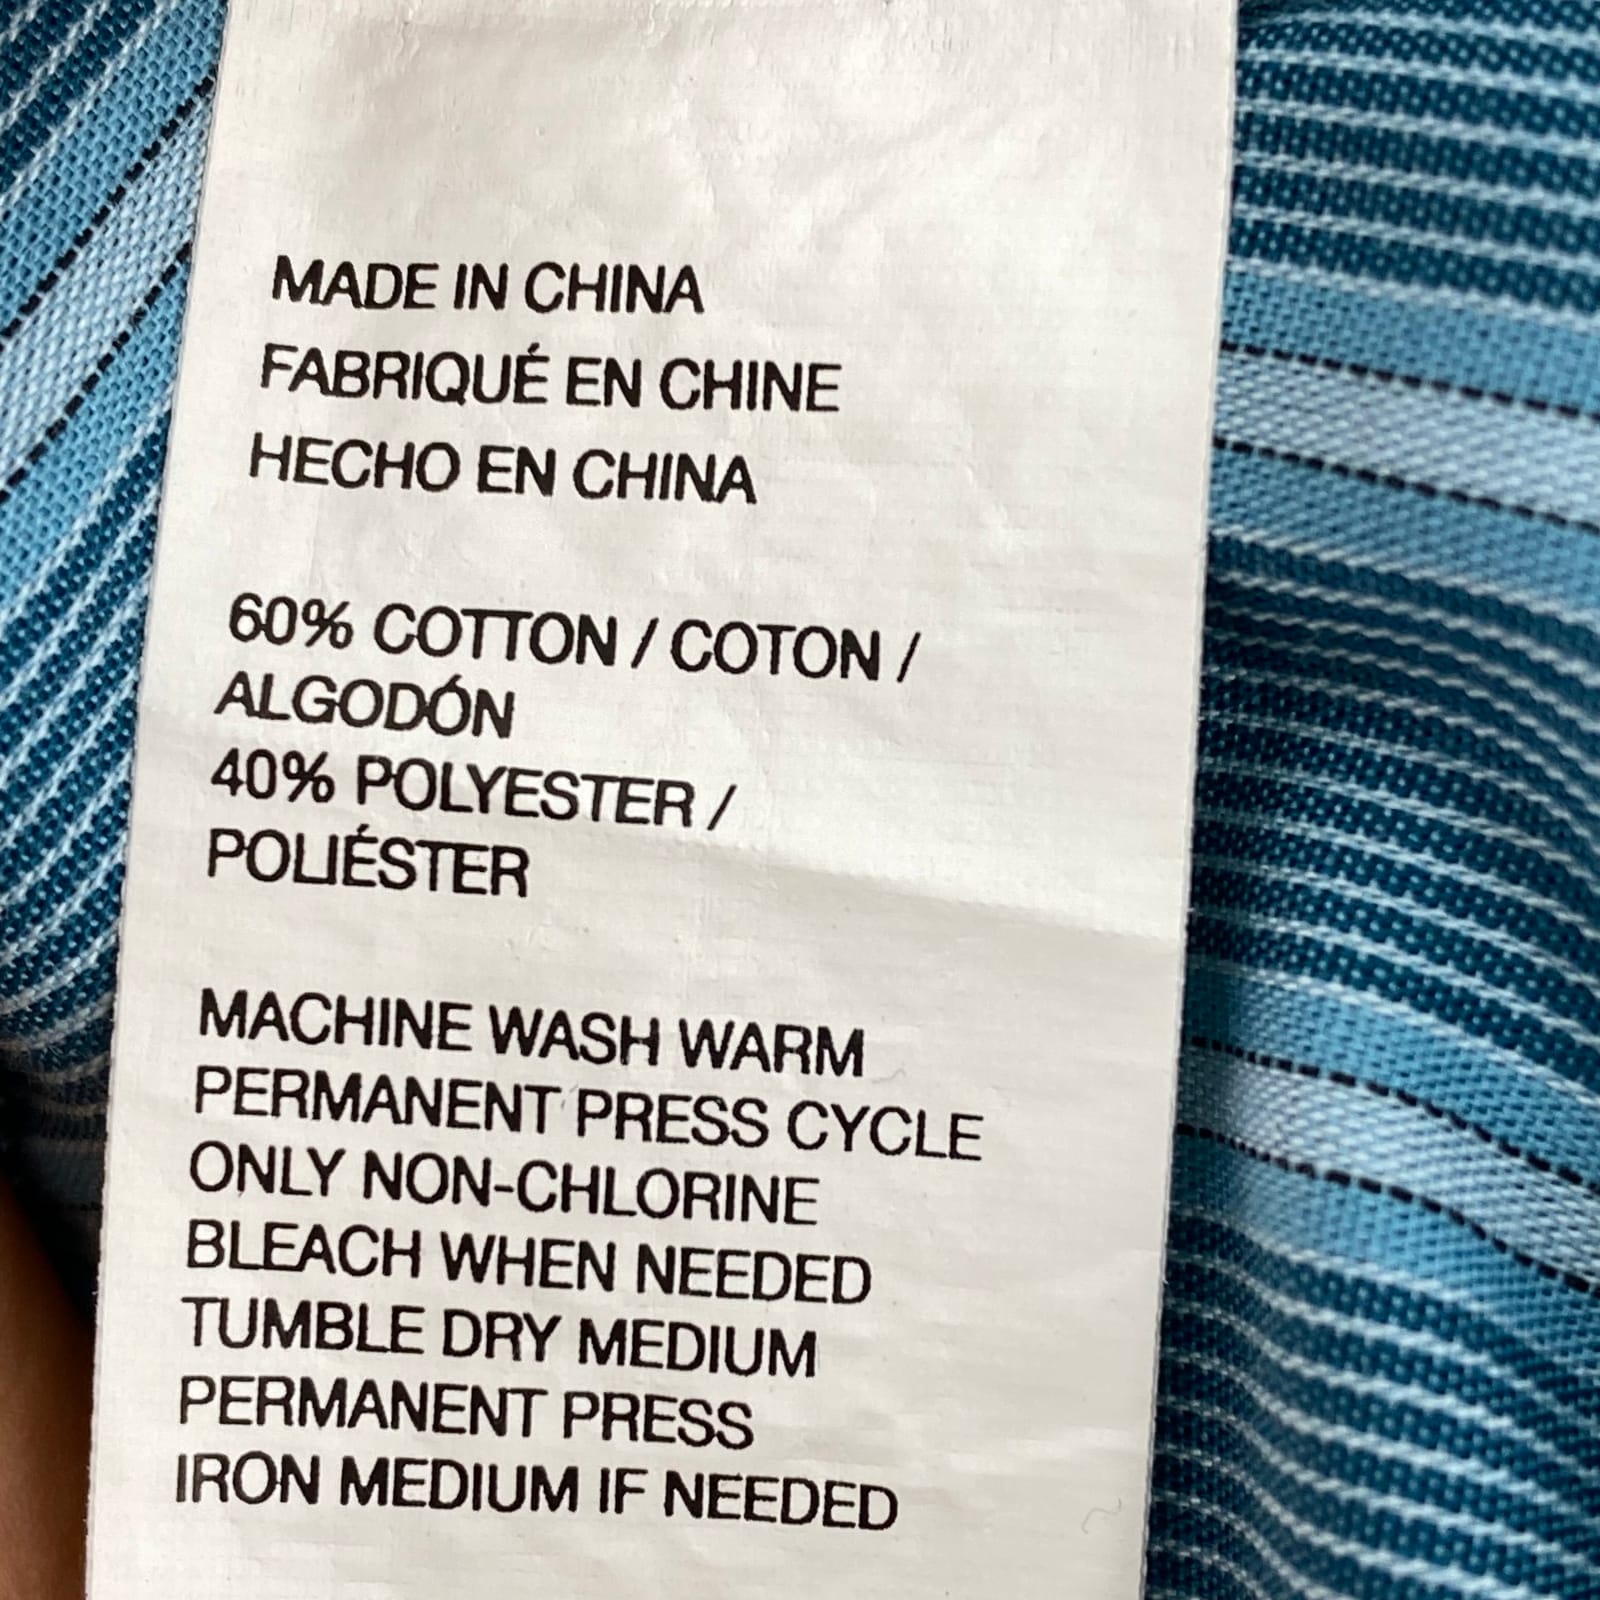 MADE IN CHINA
FABRIQUÉ EN CHINE
HECHO EN CHINA
60% COTTON / COTON /
ALGODÓN
40% POLYESTER /
POLIÉSTER
MACHINE WASH WARM
PERMANENT PRESS CYCLE
ONLY NON-CHLORINE
BLEACH WHEN NEEDED
TUMBLE DRY MEDIUM
PERMANENT PRESS
IRON MEDIUM IF NEEDED